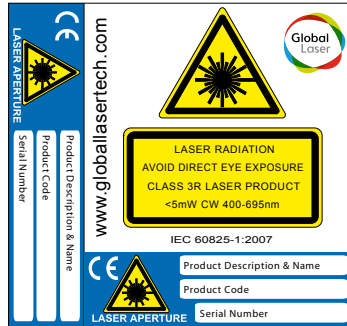 CE
LASER APERTURE
Product Description & Name
Product Code
Serial Number
www.globallasertech.com
Global
Laser
LASER RADIATION
AVOID DIRECT EYE EXPOSURE
CLASS 3R LASER PRODUCT
<5mW CW 400-695nm
IEC 60825-1:2007
CE
LASER APERTURE
Product Description & Name
Product Code
Serial Number